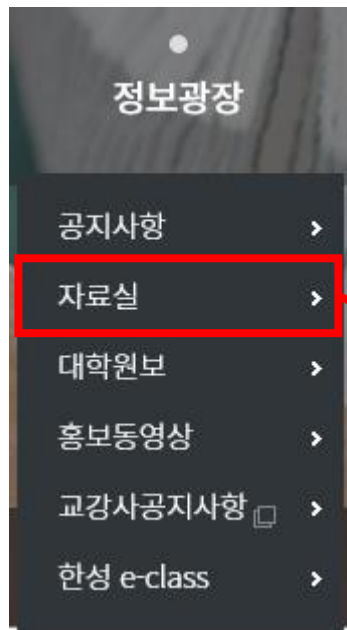 정보광장
공지사항
자료실
대학원보
홍보동영상
교강사공지사항
한성 e-class